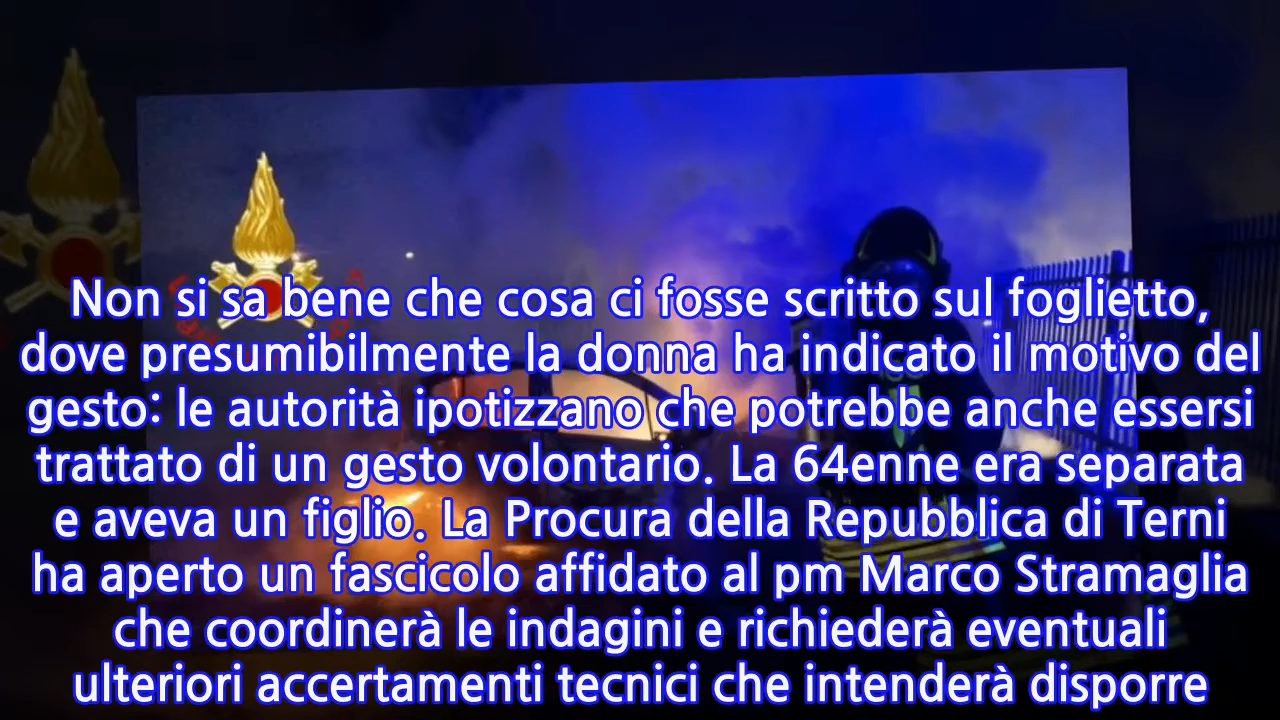 Non si sa bene che cosa ci fosse scritto sul foglietto,
dove presumibilmente la donna ha indicato il motivo del
gesto: le autorità ipotizzano che potrebbe anche essersi
trattato di un gesto volontario. La 64enne era separata
e aveva un figlio. La Procura della Repubblica di Terni
ha aperto un fascicolo affidato al pm Marco Stramaglia
che coordinerà le indagini e richiederà eventuali
ulteriori accertamenti tecnici che intenderà disporre